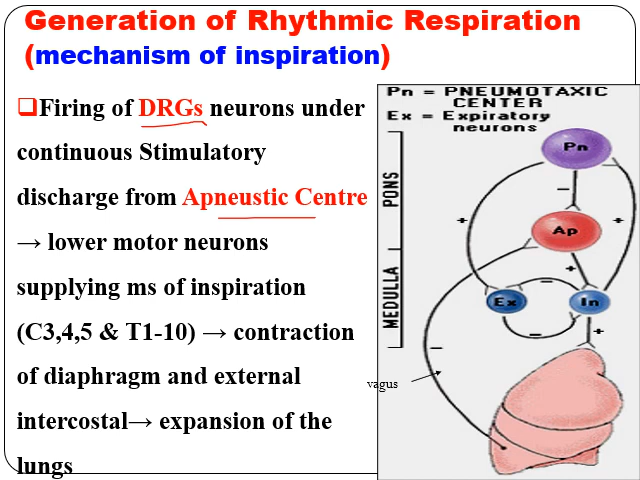 Generation of Rhythmic Respiration
(mechanism of inspiration)
❑Firing of DRGs neurons under
continuous Stimulatory
discharge from Apneustic Centre
→ lower motor neurons
supplying ms of inspiration
(C3,4,5 & T1-10) → contraction
of diaphragm and external
intercostal→ expansion of the
lungs
Pn = PNEUMOTAXIC
CENTER
Ex = Expiratory
neurons
PONS
MEDULLA
Pn
−
+
+
Ap
+
Ex
−
In
−
+
−
vagus